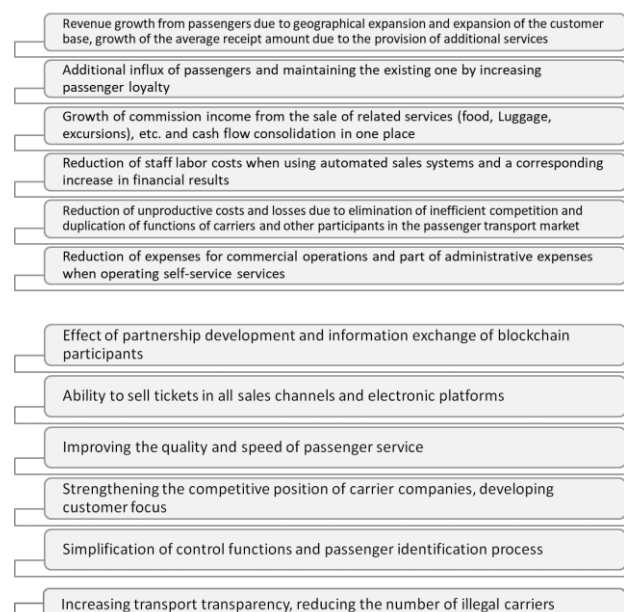 Revenue growth from passengers due to geographical expansion and expansion of the customer
base, growth of the average receipt amount due to the provision of additional services
Additional influx of passengers and maintaining the existing one by increasing
passenger loyalty
Growth of commission income from the sale of related services (food, Luggage,
excursions), etc. and cash flow consolidation in one place
Reduction of staff labor costs when using automated sales systems and a corresponding
increase in financial results
Reduction of unproductive costs and losses due to elimination of inefficient competition and
duplication of functions of carriers and other participants in the passenger transport market
Reduction of expenses for commercial operations and part of administrative expenses
when operating self-service services
Effect of partnership development and information exchange of blockchain
participants
Ability to sell tickets in all sales channels and electronic platforms
Improving the quality and speed of passenger service
Strengthening the competitive position of carrier companies, developing
customer focus
Simplification of control functions and passenger identification process
Increasing transport transparency, reducing the number of illegal carriers